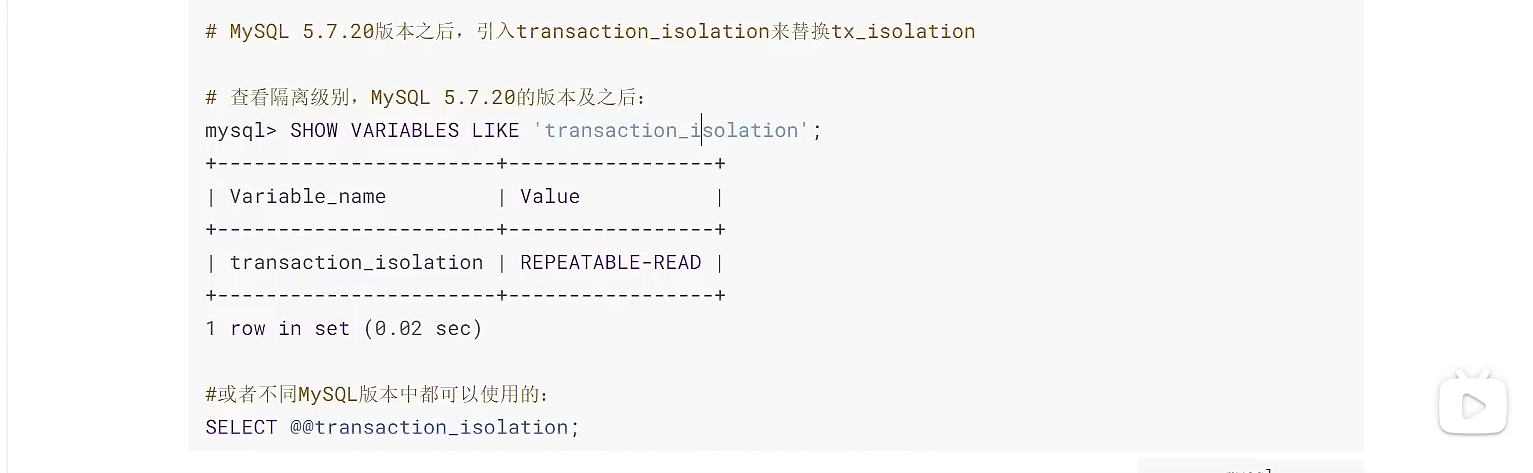 # MySQL 5.7.20版本之后，引入transaction_isolation来替换tx_isolation
# 查看隔离级别，MySQL 5.7.20的版本及之后：
mysql> SHOW VARIABLES LIKE 'transaction_isolation';
+-----------------------+-----------------+
| Variable_name         | Value           |
+-----------------------+-----------------+
| transaction_isolation | REPEATABLE-READ |
+-----------------------+-----------------+
1 row in set (0.02 sec)
#或者不同MySQL版本中都可以使用的：
SELECT @@transaction_isolation;